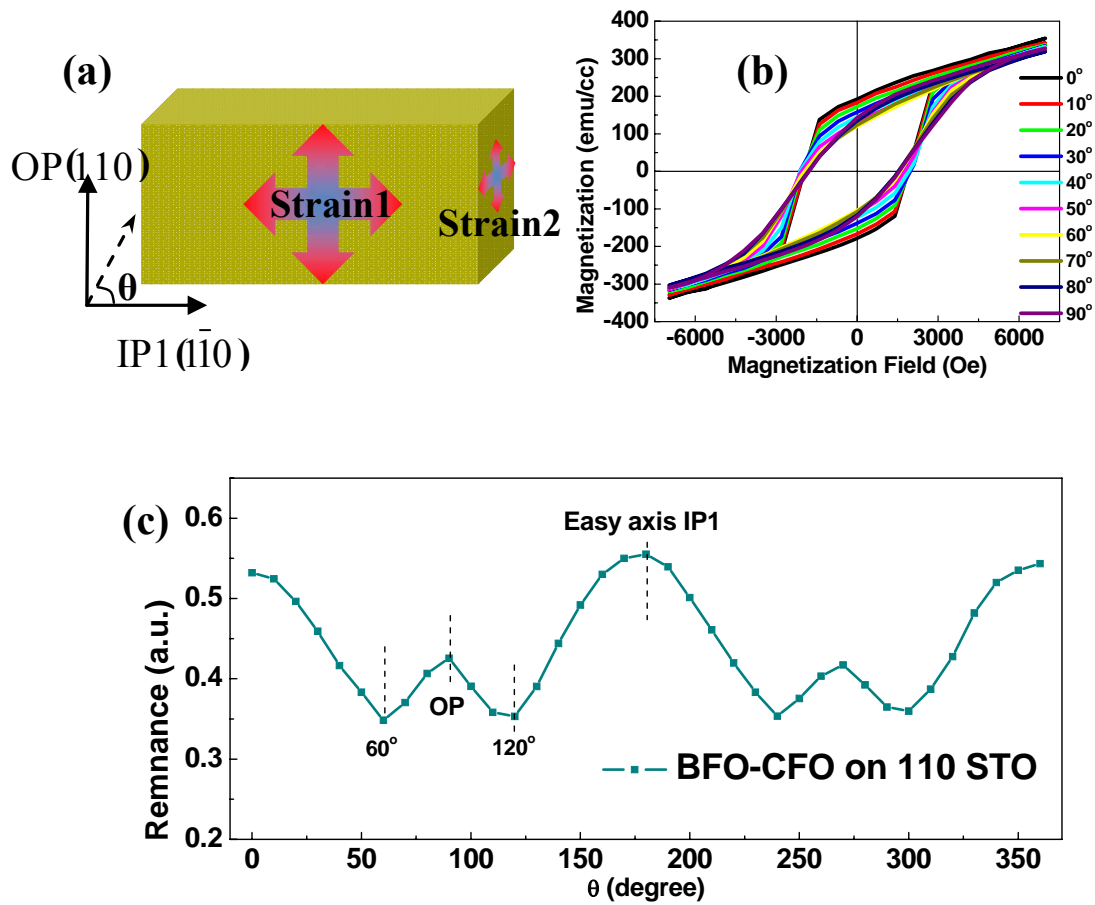 (a)
OP(110)
Strain1
Strain2
θ
IP1(11̄0)
(b)
Magnetization (emu/cc)
400
300
200
100
0
-100
-200
-300
-400
-6000 -3000 0 3000 6000
Magnetization Field (Oe)
0°
10°
20°
30°
40°
50°
60°
70°
80°
90°
(c)
Remnance (a.u.)
0.6
0.5
0.4
0.3
0.2
Easy axis IP1
OP
60°
120°
BFO-CFO on 110 STO
0 50 100 150 200 250 300 350
θ (degree)